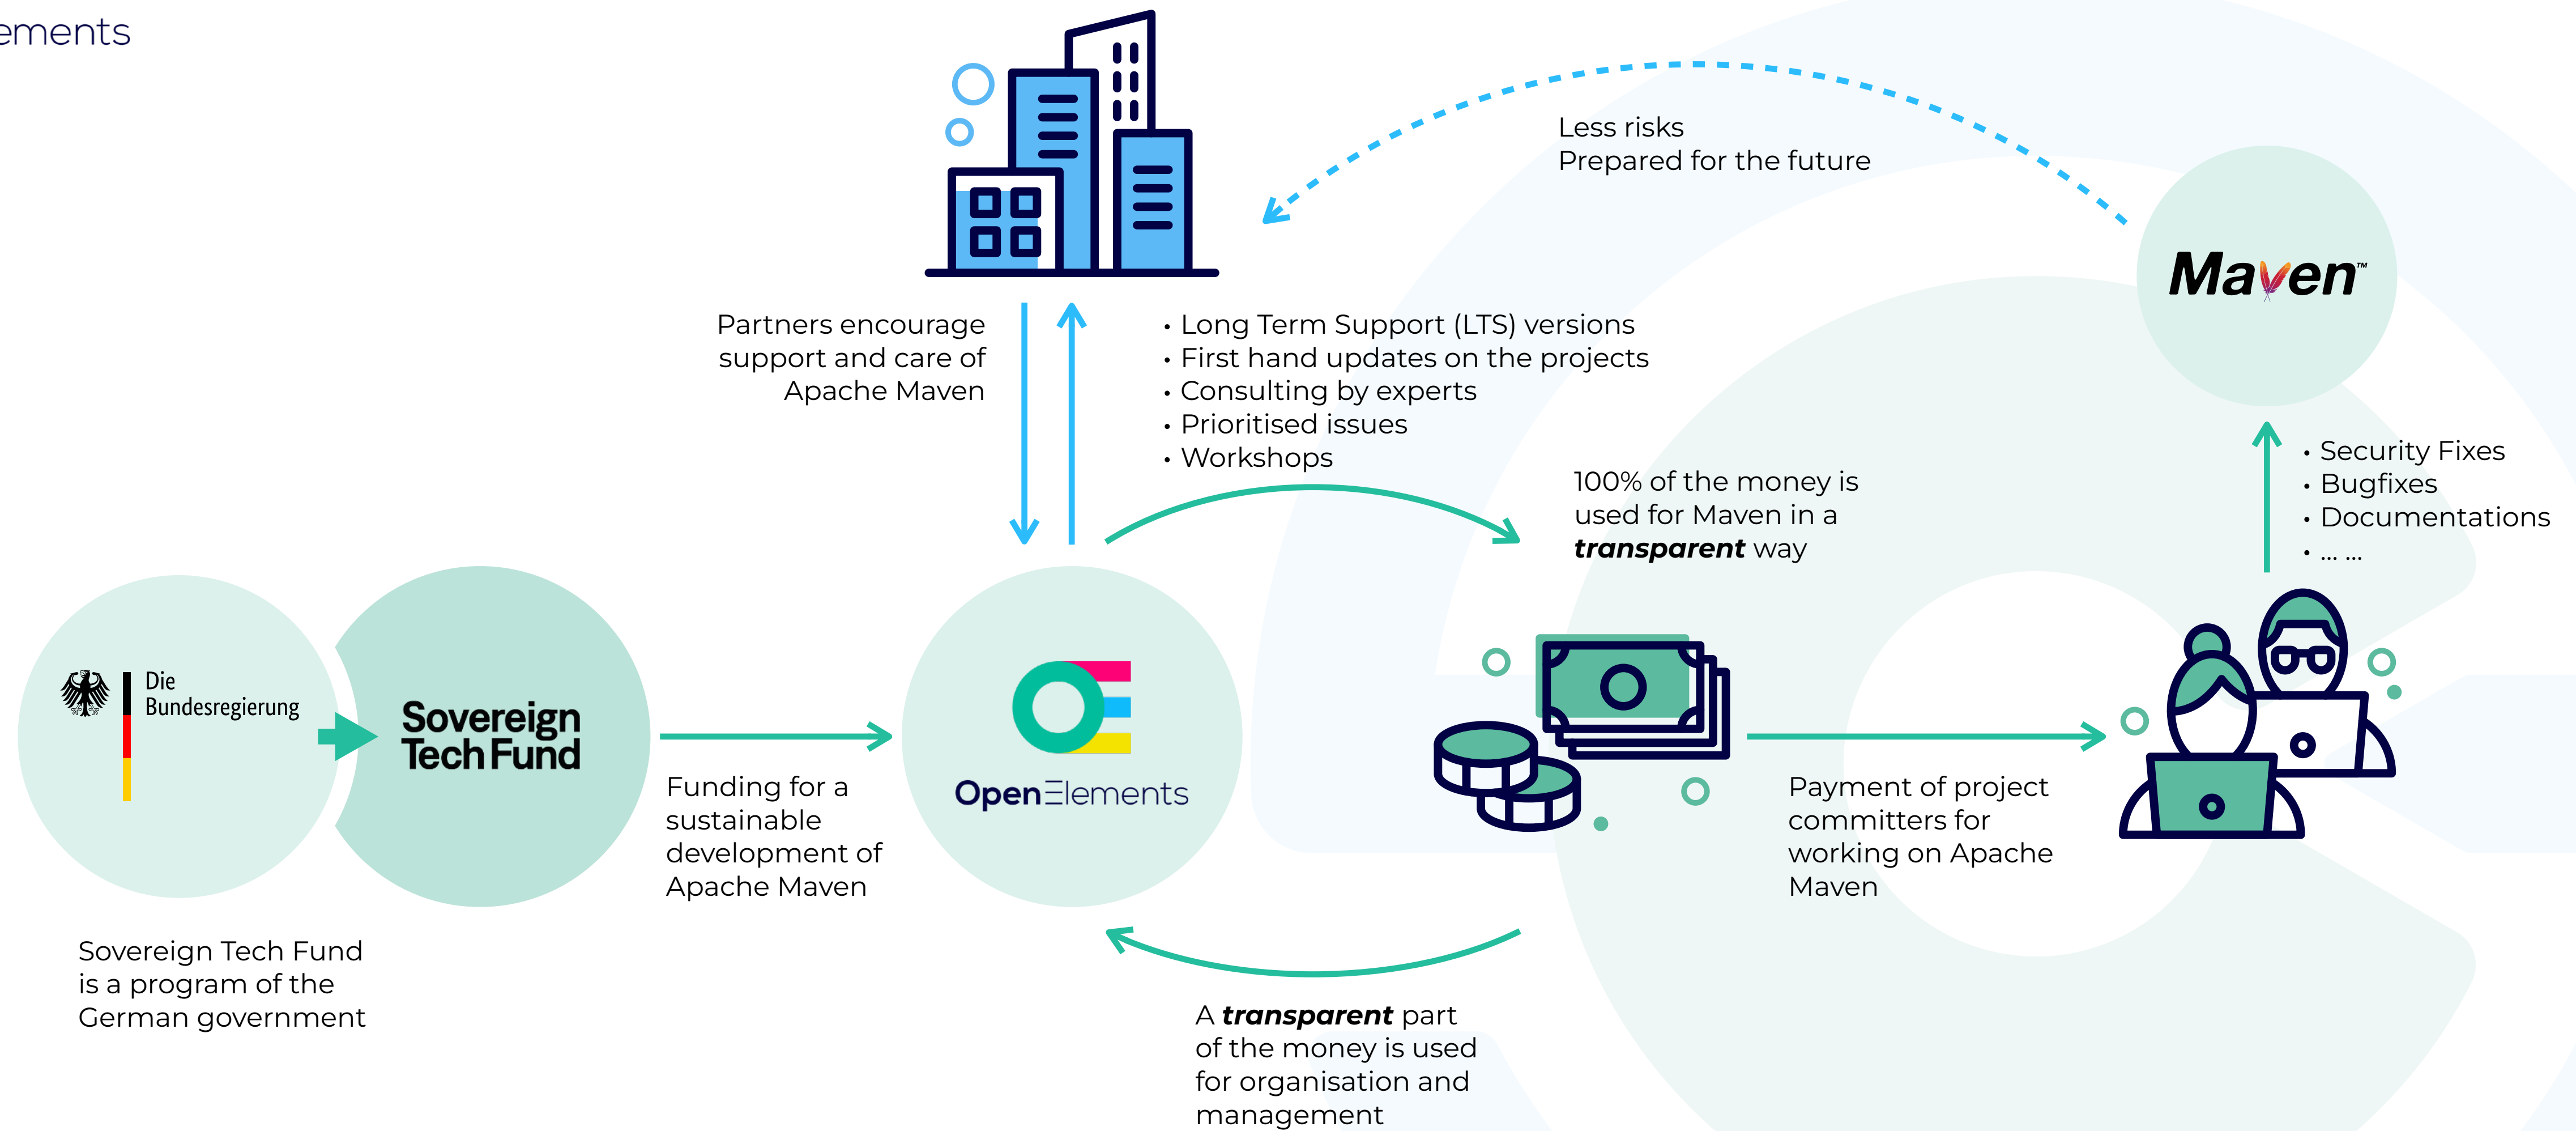 ements
Less risks
Prepared for the future
Maven™
Partners encourage
support and care of
Apache Maven
• Long Term Support (LTS) versions
• First hand updates on the projects
• Consulting by experts
• Prioritised issues
• Workshops
100% of the money is
used for Maven in a
transparent way
• Security Fixes
• Bugfixes
• Documentations
• ... ...
Die
Bundesregierung
Sovereign
Tech Fund
Funding for a
sustainable
development of
Apache Maven
OpenElements
Payment of project
committers for
working on Apache
Maven
Sovereign Tech Fund
is a program of the
German government
A transparent part
of the money is used
for organisation and
management